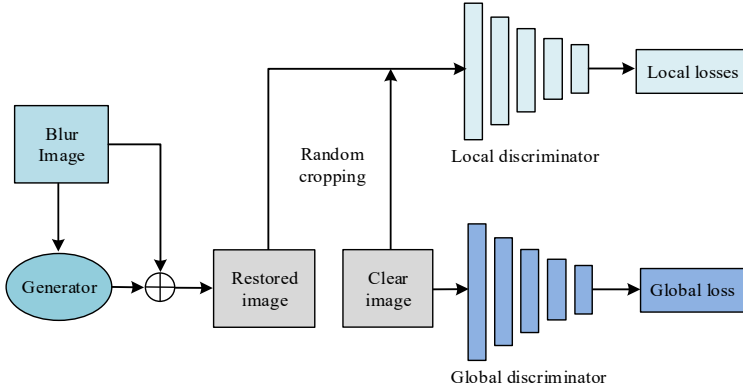 Blur
Image
Generator
Restored
image
Random
cropping
Clear
image
Local discriminator
Local losses
Global discriminator
Global loss